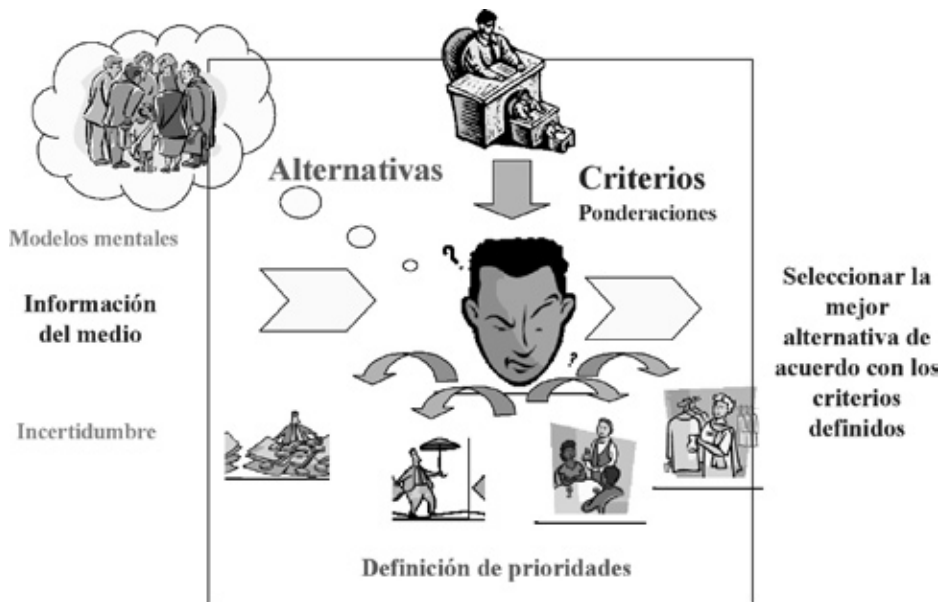 Alternativas
Criterios
Ponderaciones
Modelos mentales
Información
del medio
Incertidumbre
?
?
Seleccionar la
mejor
alternativa de
acuerdo con los
criterios
definidos
Definición de prioridades